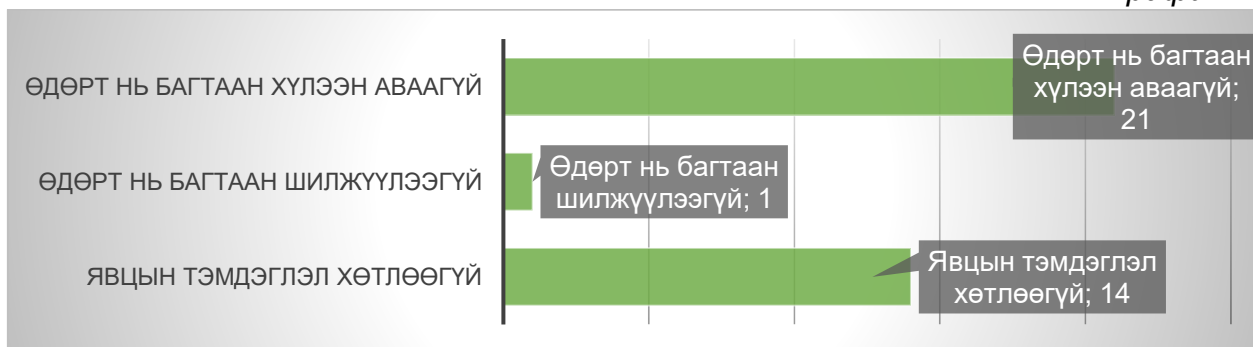 ӨДӨРТ НЬ БАГТААН ХҮЛЭЭН АВААГҮЙ
Өдөрт нь багтаан
хүлээн аваагүй;
21
ӨДӨРТ НЬ БАГТААН ШИЛЖҮҮЛЭЭГҮЙ
Өдөрт нь багтаан
шилжүүлээгүй; 1
ЯВЦЫН ТЭМДЭГЛЭЛ ХӨТЛӨӨГҮЙ
Явцын тэмдэглэл
хөтлөөгүй; 14